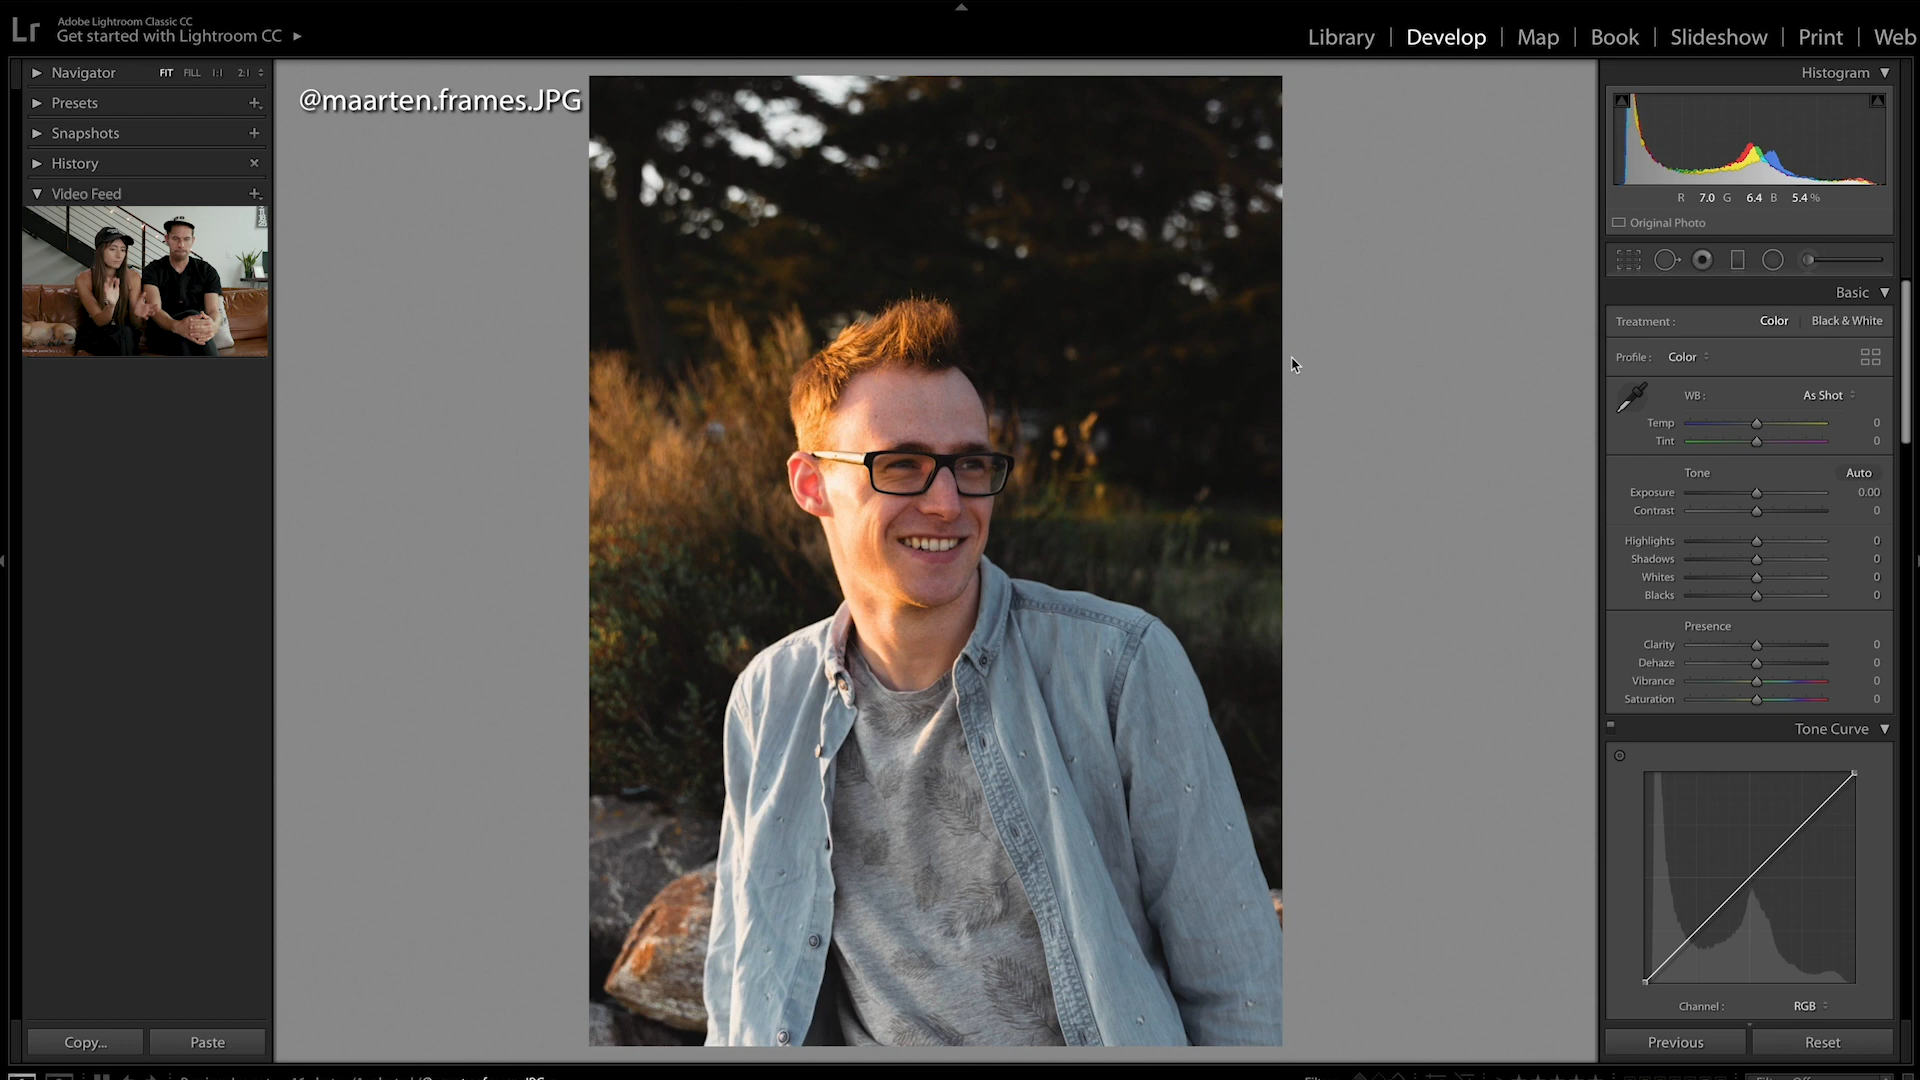 Lr
Adobe Lightroom Classic CC
Get started with Lightroom CC
Library | Develop | Map | Book | Slideshow | Print | Web
Navigator FIT FILL 1:1 2:1
Presets
Snapshots
History
Video Feed
@maarten.frames.JPG
Copy...
Paste
Histogram
R 7.0 G 6.4 B 5.4 %
Original Photo
Basic
Treatment : Color Black & White
Profile : Color
WB : As Shot
Temp 0
Tint 0
Tone Auto
Exposure 0.00
Contrast 0
Highlights 0
Shadows 0
Whites 0
Blacks 0
Presence
Clarity 0
Dehaze 0
Vibrance 0
Saturation 0
Tone Curve
Channel : RGB
Previous
Reset